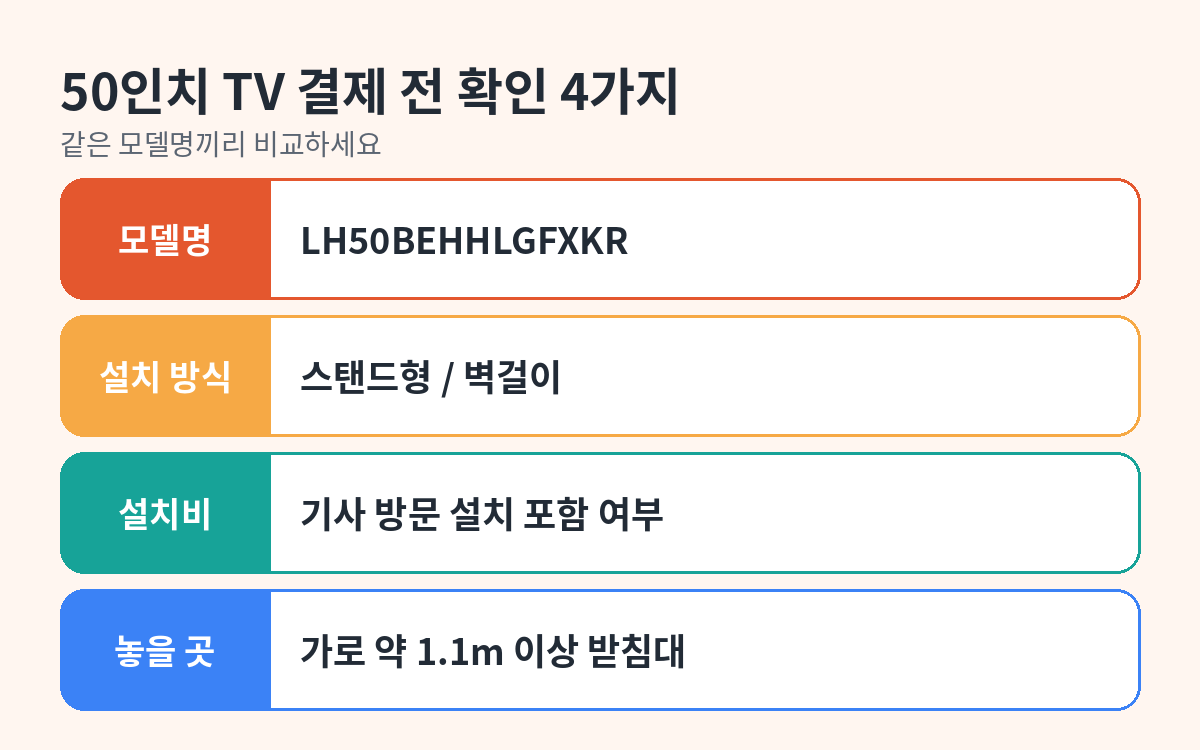 50인치 TV 결제 전 확인 4가지
같은 모델명끼리 비교하세요
모델명
LH50BEHHLGFXKR
설치 방식
스탠드형 / 벽걸이
설치비
기사 방문 설치 포함 여부
놓을 곳
가로 약 1.1m 이상 받침대